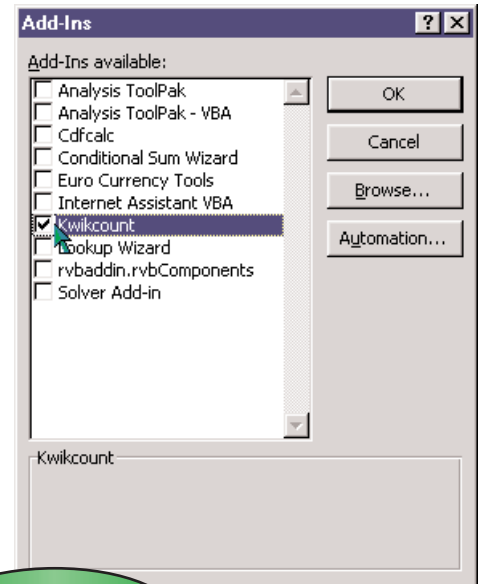 Add-Ins
Add-Ins available:
Analysis ToolPak
Analysis ToolPak - VBA
Cdfcalc
Conditional Sum Wizard
Euro Currency Tools
Internet Assistant VBA
Kwikcount
Lookup Wizard
rvbaddin.rvbComponents
Solver Add-in
OK
Cancel
Browse...
Automation...
Kwikcount